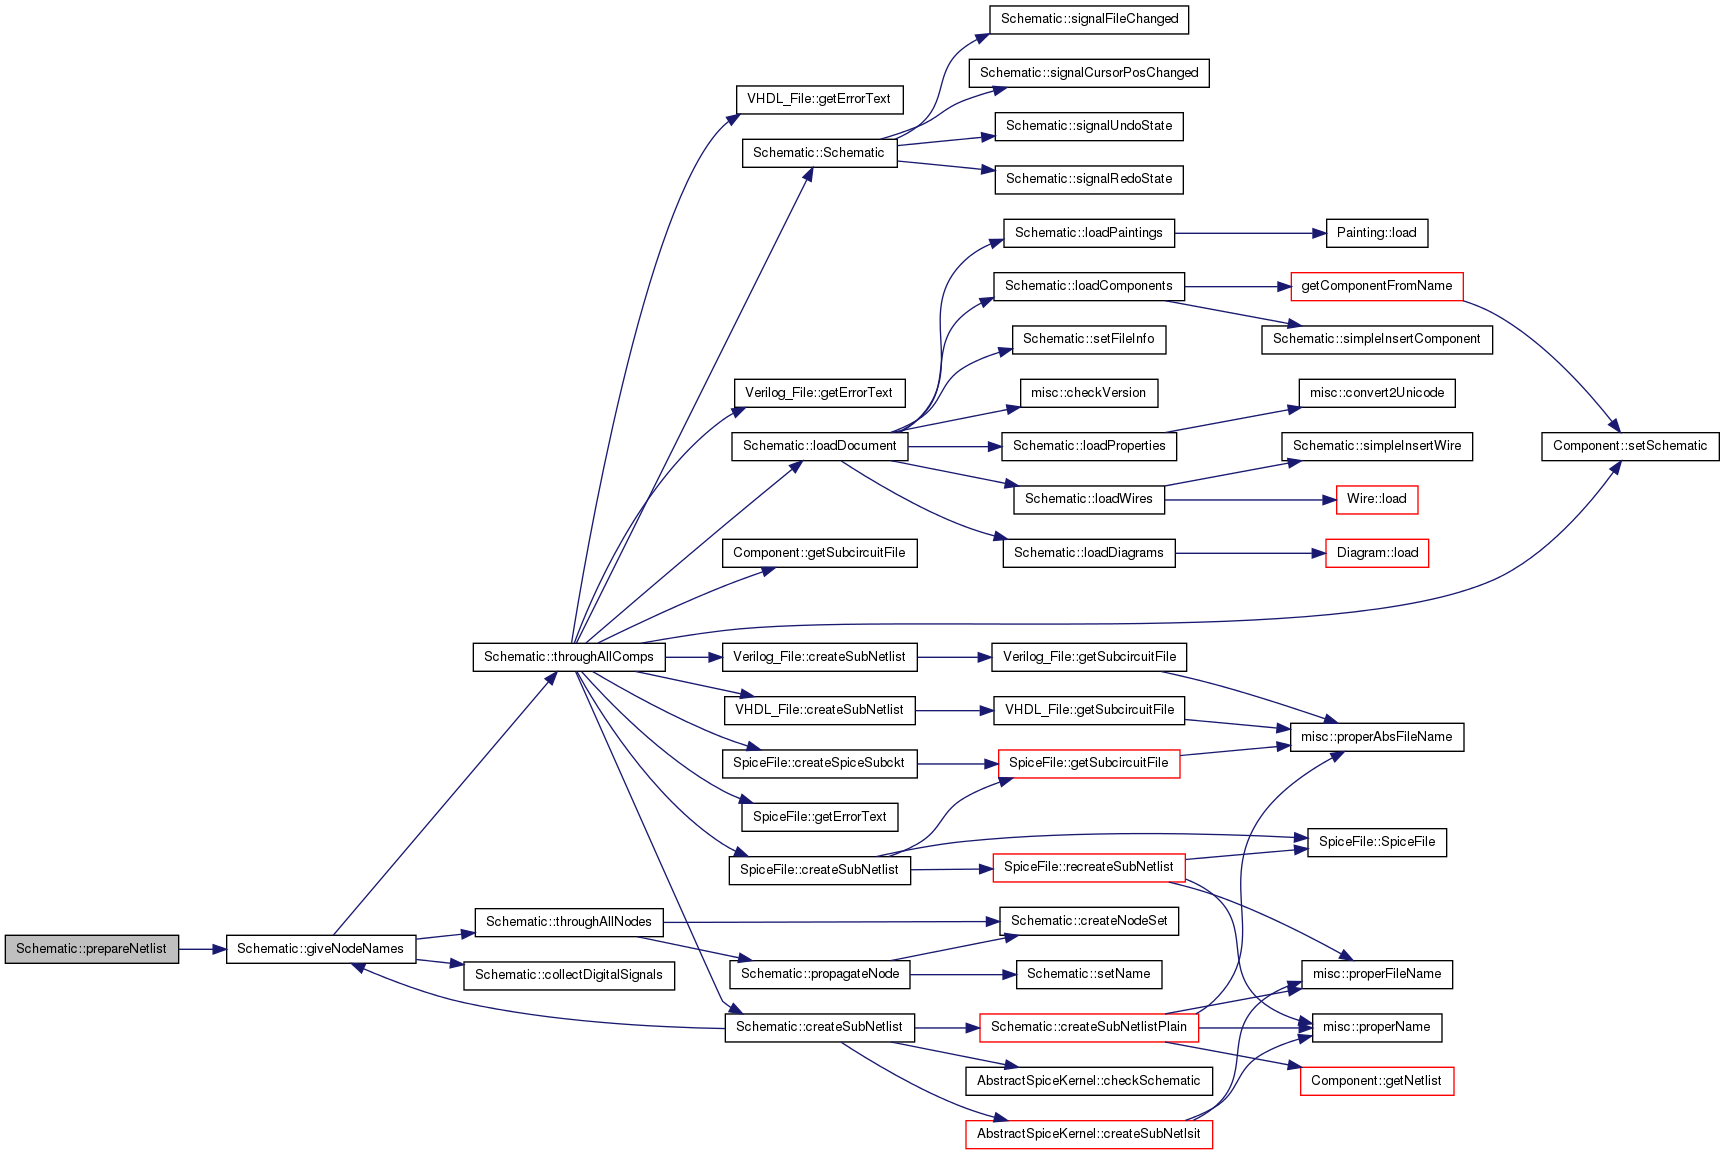 Schematic::signalFileChanged
Schematic::signalCursorPosChanged
VHDL_File::getErrorText
Schematic::signalUndoState
Schematic::Schematic
Schematic::signalRedoState
Schematic::loadPaintings
Painting::load
Schematic::loadComponents
getComponentFromName
Schematic::setFileInfo
Schematic::simpleInsertComponent
Verilog_File::getErrorText
misc::checkVersion
misc::convert2Unicode
Schematic::loadDocument
Schematic::loadProperties
Schematic::simpleInsertWire
Component::setSchematic
Schematic::loadWires
Wire::load
Component::getSubcircuitFile
Schematic::loadDiagrams
Diagram::load
Schematic::throughAllComps
Verilog_File::createSubNetlist
Verilog_File::getSubcircuitFile
VHDL_File::createSubNetlist
VHDL_File::getSubcircuitFile
misc::properAbsFileName
SpiceFile::createSpiceSubckt
SpiceFile::getSubcircuitFile
SpiceFile::getErrorText
SpiceFile::SpiceFile
SpiceFile::createSubNetlist
SpiceFile::recreateSubNetlist
Schematic::throughAllNodes
Schematic::createNodeSet
Schematic::prepareNetlist
Schematic::giveNodeNames
Schematic::collectDigitalSignals
Schematic::propagateNode
Schematic::setName
misc::properFileName
Schematic::createSubNetlist
Schematic::createSubNetlistPlain
misc::properName
AbstractSpiceKernel::checkSchematic
Component::getNetlist
AbstractSpiceKernel::createSubNetlsit